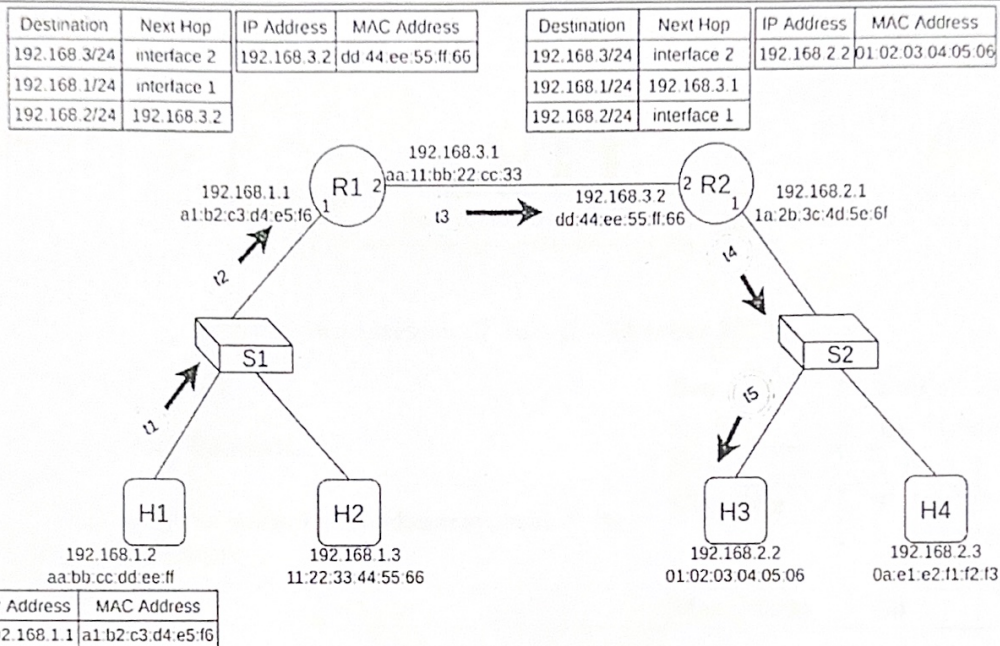 Destination Next Hop
192.168.3/24 interface 2
192.168.1/24 interface 1
192.168.2/24 192.168.3.2
IP Address MAC Address
192.168.3.2 dd 44:ee:55:ff:66
Destination Next Hop
192.168.3/24 interface 2
192.168.1/24 192.168.3.1
192.168.2/24 interface 1
IP Address MAC Address
192.168.2.2 01:02:03:04:05:06
192.168.3.1
aa:11:bb:22:cc:33
R1
2
1
192.168.1.1
a1:b2:c3:d4:e5:f6
t3
192.168.3.2
dd:44:ee:55:ff:66
2
R2
1
192.168.2.1
1a:2b:3c:4d:5e:6f
t2
t4
S1
S2
t1
t5
H1
H2
H3
H4
192.168.1.2
aa:bb:cc:dd:ee:ff
192.168.1.3
11:22:33:44:55:66
192.168.2.2
01:02:03:04:05:06
192.168.2.3
0a:e1:e2:f1:f2:f3
Address MAC Address
2.168.1.1 a1:b2:c3:d4:e5:f6